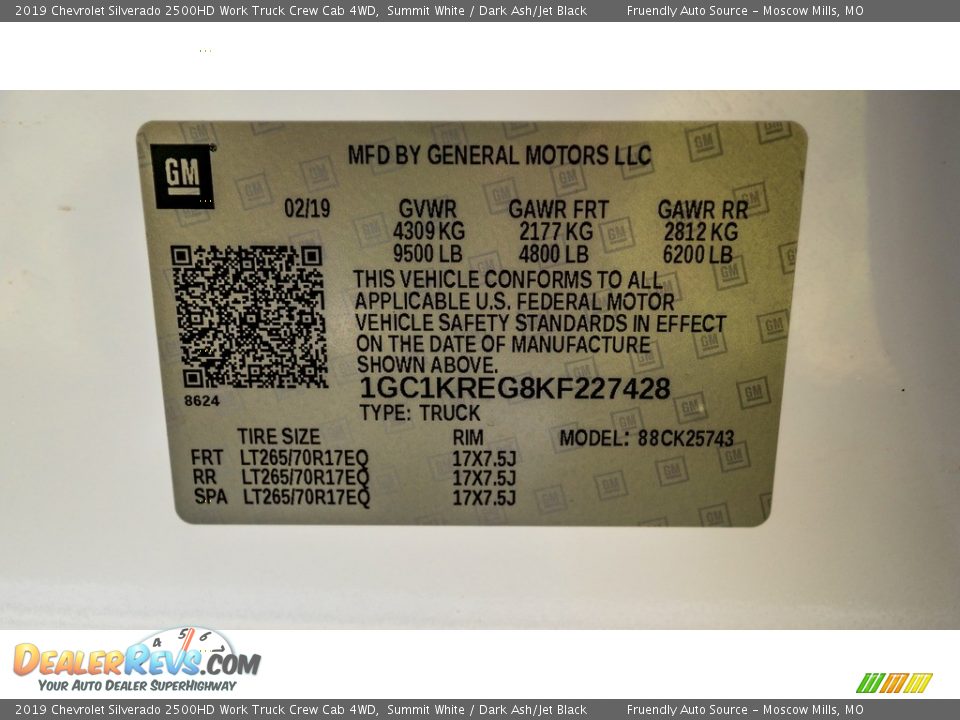 2019 Chevrolet Silverado 2500HD Work Truck Crew Cab 4WD, Summit White / Dark Ash/Jet Black Fruendly Auto Source - Moscow Mills, MO
GM
MFD BY GENERAL MOTORS LLC
02/19 GVWR GAWR FRT GAWR RR
4309 KG 2177 KG 2812 KG
9500 LB 4800 LB 6200 LB
THIS VEHICLE CONFORMS TO ALL
APPLICABLE U.S. FEDERAL MOTOR
VEHICLE SAFETY STANDARDS IN EFFECT
ON THE DATE OF MANUFACTURE
SHOWN ABOVE.
1GC1KREG8KF227428
8624
TYPE: TRUCK
TIRE SIZE RIM MODEL: 88CK25743
FRT LT265/70R17EQ 17X7.5J
RR LT265/70R17EQ 17X7.5J
SPA LT265/70R17EQ 17X7.5J
4 5 6 7
DEALERREVS.COM
YOUR AUTO DEALER SUPERHIGHWAY
2019 Chevrolet Silverado 2500HD Work Truck Crew Cab 4WD, Summit White / Dark Ash/Jet Black Fruendly Auto Source - Moscow Mills, MO